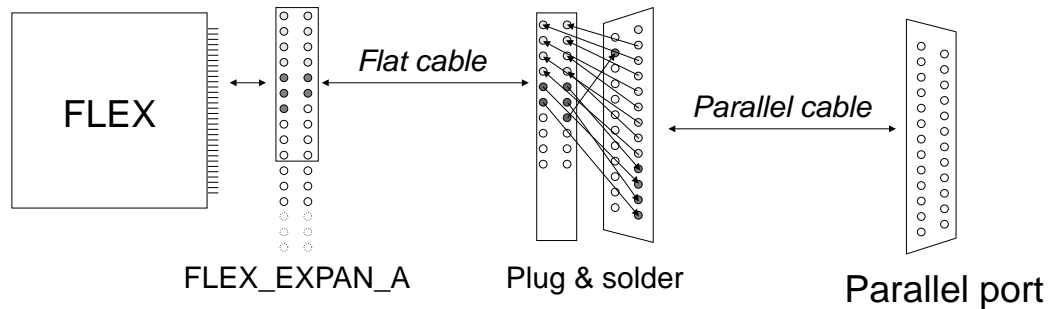 FLEX
Flat cable
Parallel cable
FLEX_EXPAN_A
Plug & solder
Parallel port